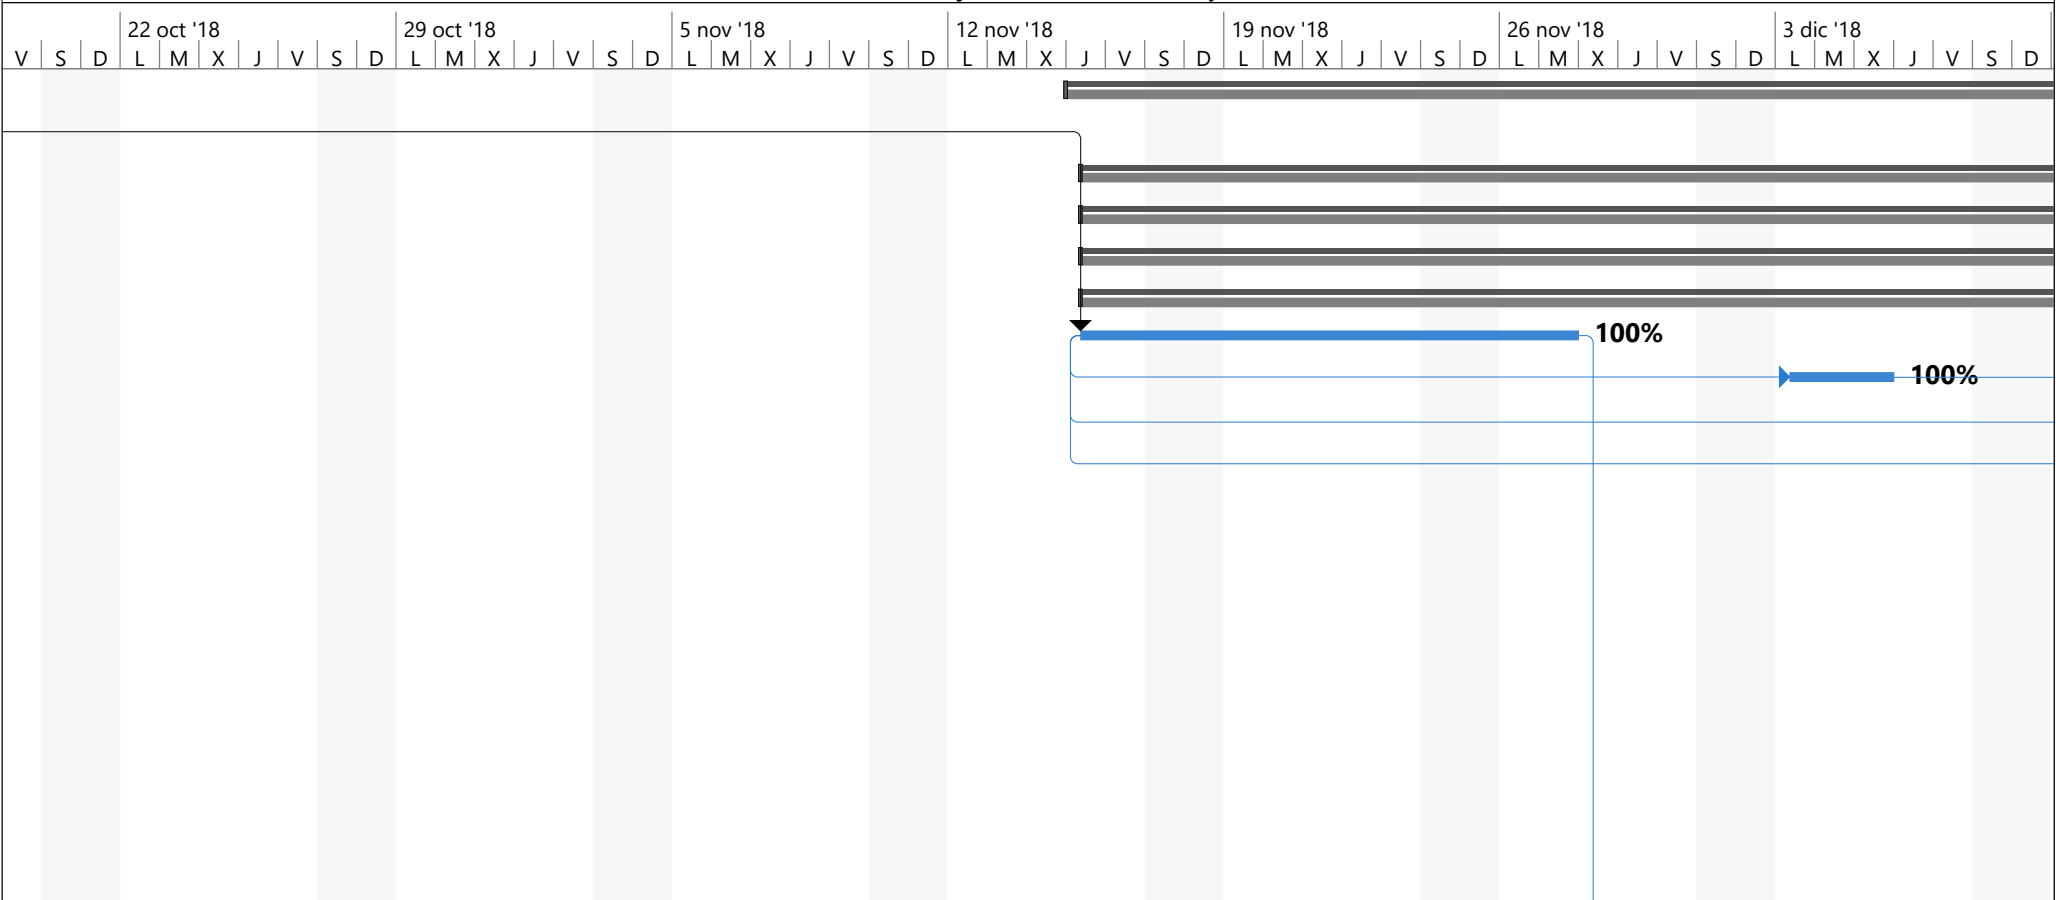 22 oct '18 29 oct '18 5 nov '18 12 nov '18 19 nov '18 26 nov '18 3 dic '18
V S D L M X J V S D L M X J V S D L M X J V S D L M X J V S D L M X J V S D L M X J V S D L M X J V S D
100%
100%